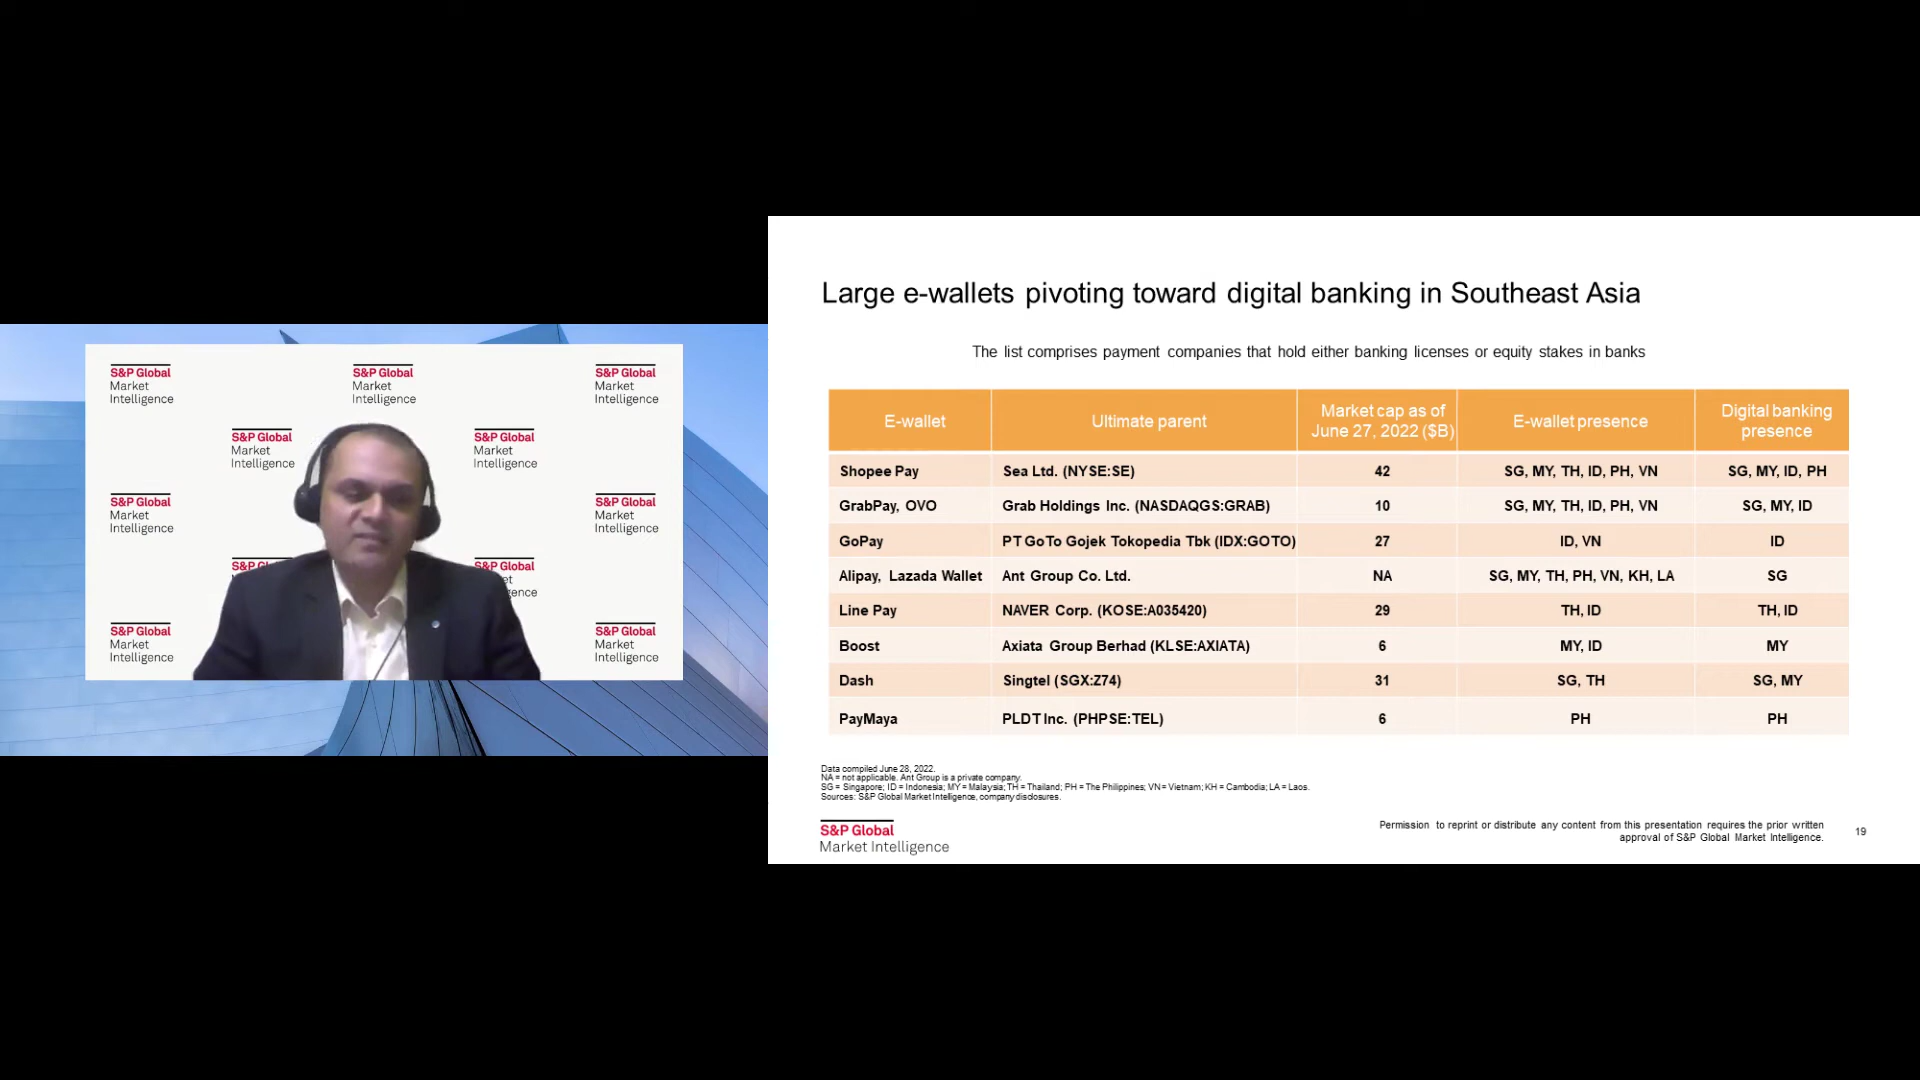 S&P Global
Market
Intelligence
S&P Global
Market
Intelligence
S&P Global
Market
Intelligence
S&P Global
Market
Intelligence
S&P Global
Market
Intelligence
S&P Global
Market
Intelligence
S&P Global
Market
Intelligence
S&P Global
S&P Global
Market
Intelligence
S&P Global
Market
Intelligence
Large e-wallets pivoting toward digital banking in Southeast Asia
The list comprises payment companies that hold either banking licenses or equity stakes in banks
E-wallet Ultimate parent Market cap as of June 27, 2022 ($B) E-wallet presence Digital banking presence
Shopee Pay Sea Ltd. (NYSE:SE) 42 SG, MY, TH, ID, PH, VN SG, MY, ID, PH
GrabPay, OVO Grab Holdings Inc. (NASDAQGS:GRAB) 10 SG, MY, TH, ID, PH, VN SG, MY, ID
GoPay PT GoTo Gojek Tokopedia Tbk (IDX:GOTO) 27 ID, VN ID
Alipay, Lazada Wallet Ant Group Co. Ltd. NA SG, MY, TH, PH, VN, KH, LA SG
Line Pay NAVER Corp. (KOSE:A035420) 29 TH, ID TH, ID
Boost Axiata Group Berhad (KLSE:AXIATA) 6 MY, ID MY
Dash Singtel (SGX:Z74) 31 SG, TH SG, MY
PayMaya PLDT Inc. (PHPSE:TEL) 6 PH PH
Data compiled June 28, 2022.
NA = not applicable. Ant Group is a private company.
SG = Singapore; ID = Indonesia; MY = Malaysia; TH = Thailand; PH = The Philippines; VN = Vietnam; KH = Cambodia; LA = Laos.
Sources: S&P Global Market Intelligence, company disclosures.
S&P Global
Market Intelligence
Permission to reprint or distribute any content from this presentation requires the prior written
approval of S&P Global Market Intelligence.
19